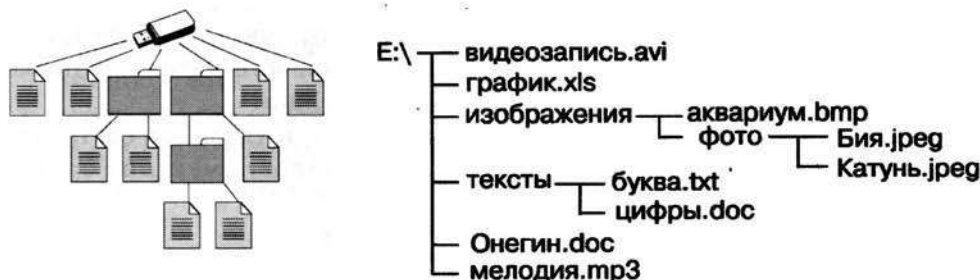 E:\ видеозапись.avi
график.xls
изображения аквариум.bmp
фото Бия.jpeg
Катунь.jpeg
тексты буква.txt
цифры.doc
Онегин.doc
мелодия.mp3